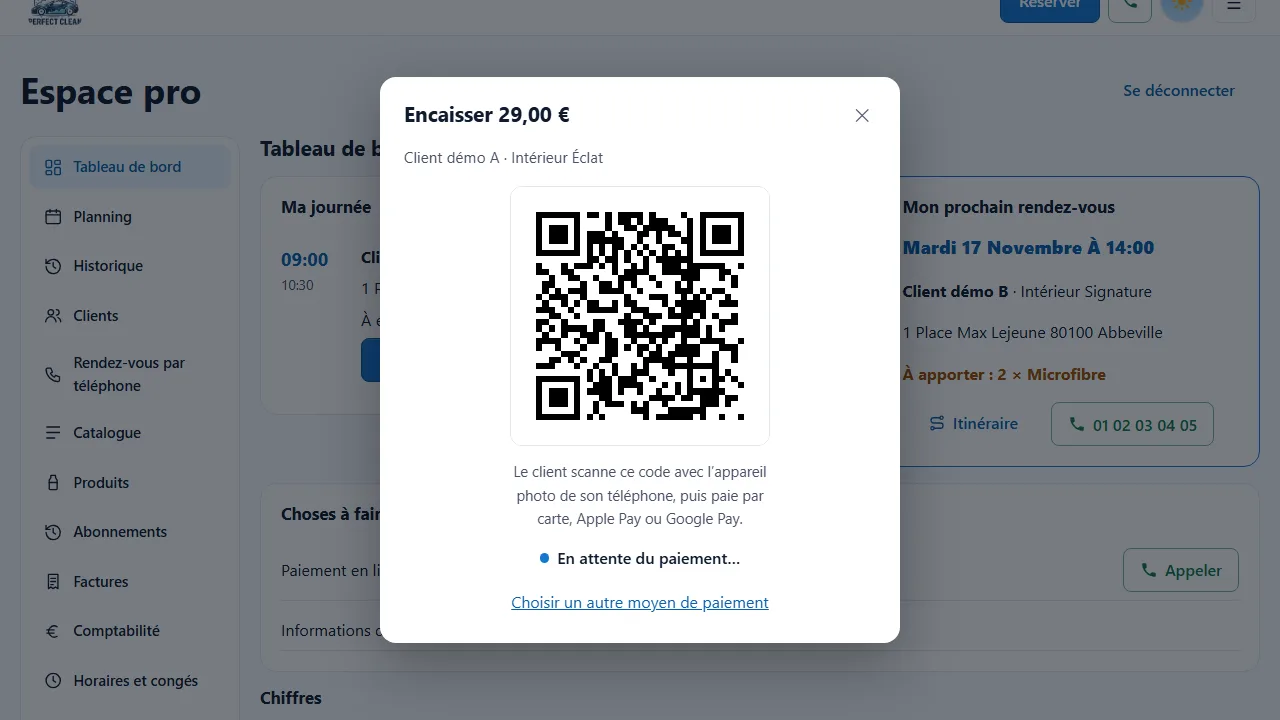 PERFECT CLEAN
Réserver
Espace pro
Se déconnecter
Tableau de bord
Planning
Historique
Clients
Rendez-vous par
téléphone
Catalogue
Produits
Abonnements
Factures
Comptabilité
Horaires et congés
Tableau de b
Ma journée
09:00
10:30
Cli
1 P
À e
Encaisser 29,00 €
Client démo A · Intérieur Éclat
Le client scanne ce code avec l’appareil
photo de son téléphone, puis paie par
carte, Apple Pay ou Google Pay.
En attente du paiement…
Choisir un autre moyen de paiement
Mon prochain rendez-vous
Mardi 17 Novembre À 14:00
Client démo B · Intérieur Signature
1 Place Max Lejeune 80100 Abbeville
À apporter : 2 × Microfibre
Itinéraire
01 02 03 04 05
Choses à fair
Paiement en li
Appeler
Informations
Chiffres